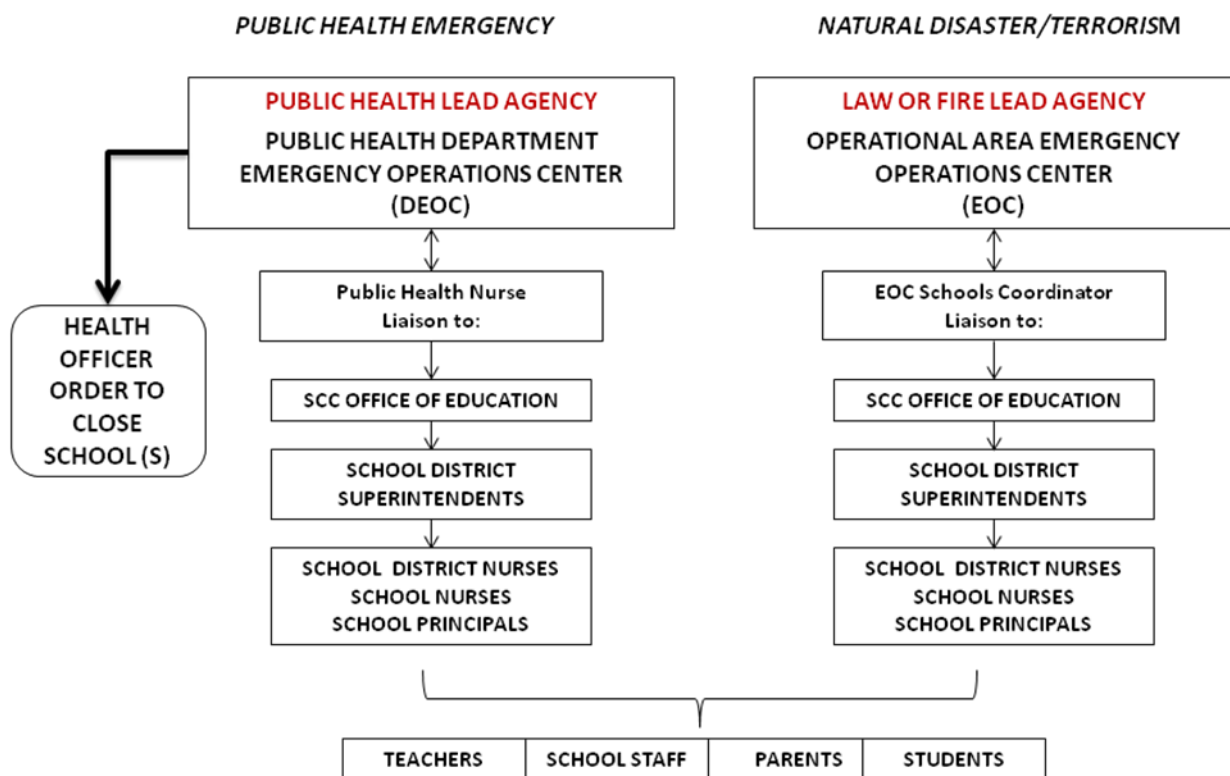 PUBLIC HEALTH EMERGENCY
NATURAL DISASTER/TERRORISM
PUBLIC HEALTH LEAD AGENCY
PUBLIC HEALTH DEPARTMENT
EMERGENCY OPERATIONS CENTER
(DEOC)
LAW OR FIRE LEAD AGENCY
OPERATIONAL AREA EMERGENCY
OPERATIONS CENTER
(EOC)
HEALTH
OFFICER
ORDER TO
CLOSE
SCHOOL (S)
Public Health Nurse
Liaison to:
EOC Schools Coordinator
Liaison to:
SCC OFFICE OF EDUCATION
SCC OFFICE OF EDUCATION
SCHOOL DISTRICT
SUPERINTENDENTS
SCHOOL DISTRICT
SUPERINTENDENTS
SCHOOL DISTRICT NURSES
SCHOOL NURSES
SCHOOL PRINCIPALS
SCHOOL DISTRICT NURSES
SCHOOL NURSES
SCHOOL PRINCIPALS
TEACHERS
SCHOOL STAFF
PARENTS
STUDENTS